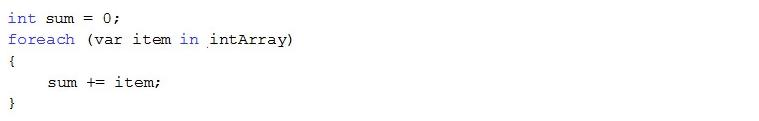 int sum = 0;
foreach (var item in intArray)
{
sum += item;
}